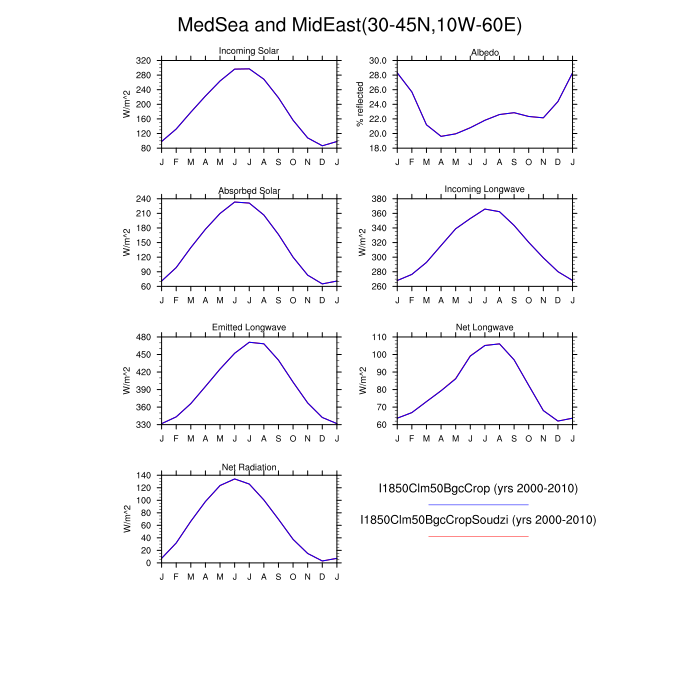 MedSea and MidEast(30-45N,10W-60E)
Incoming Solar
W/m^2
320
280
240
200
160
120
80
J F M A M J J A S O N D J
Albedo
% reflected
30.0
28.0
26.0
24.0
22.0
20.0
18.0
J F M A M J J A S O N D J
Absorbed Solar
W/m^2
240
210
180
150
120
90
60
J F M A M J J A S O N D J
Incoming Longwave
W/m^2
380
360
340
320
300
280
260
J F M A M J J A S O N D J
Emitted Longwave
W/m^2
480
450
420
390
360
330
J F M A M J J A S O N D J
Net Longwave
W/m^2
110
100
90
80
70
60
J F M A M J J A S O N D J
Net Radiation
W/m^2
140
120
100
80
60
40
20
0
J F M A M J J A S O N D J
I1850Clm50BgcCrop (yrs 2000-2010)
I1850Clm50BgcCropSoudzi (yrs 2000-2010)